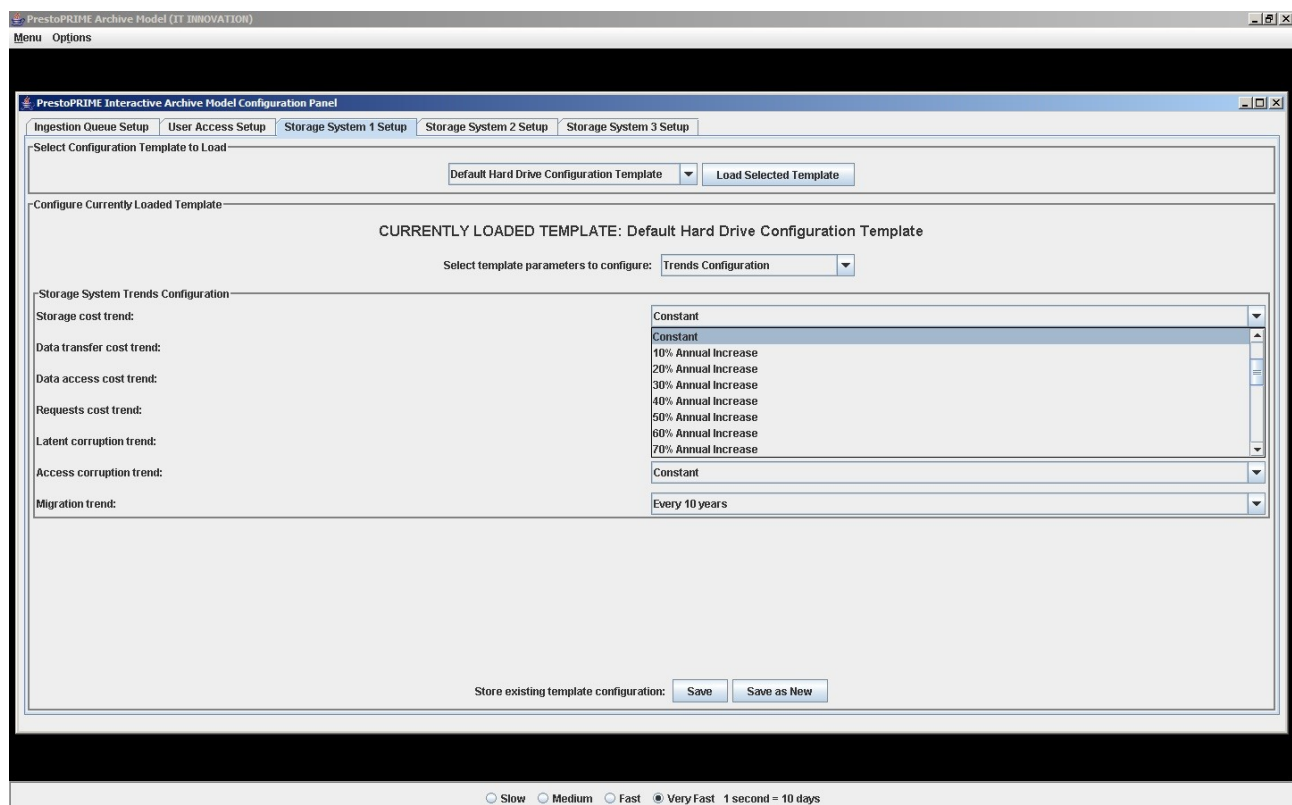 PrestoPRIME Archive Model (IT INNOVATION)
Menu Options
PrestoPRIME Interactive Archive Model Configuration Panel
Ingestion Queue Setup User Access Setup Storage System 1 Setup Storage System 2 Setup Storage System 3 Setup
Select Configuration Template to Load
Default Hard Drive Configuration Template Load Selected Template
Configure Currently Loaded Template
CURRENTLY LOADED TEMPLATE: Default Hard Drive Configuration Template
Select template parameters to configure: Trends Configuration
Storage System Trends Configuration
Storage cost trend: Constant
Constant
Data transfer cost trend:
10% Annual Increase
20% Annual Increase
Data access cost trend:
30% Annual Increase
40% Annual Increase
Requests cost trend:
50% Annual Increase
60% Annual Increase
Latent corruption trend:
70% Annual Increase
Access corruption trend: Constant
Migration trend: Every 10 years
Store existing template configuration: Save Save as New
Slow Medium Fast Very Fast 1 second = 10 days